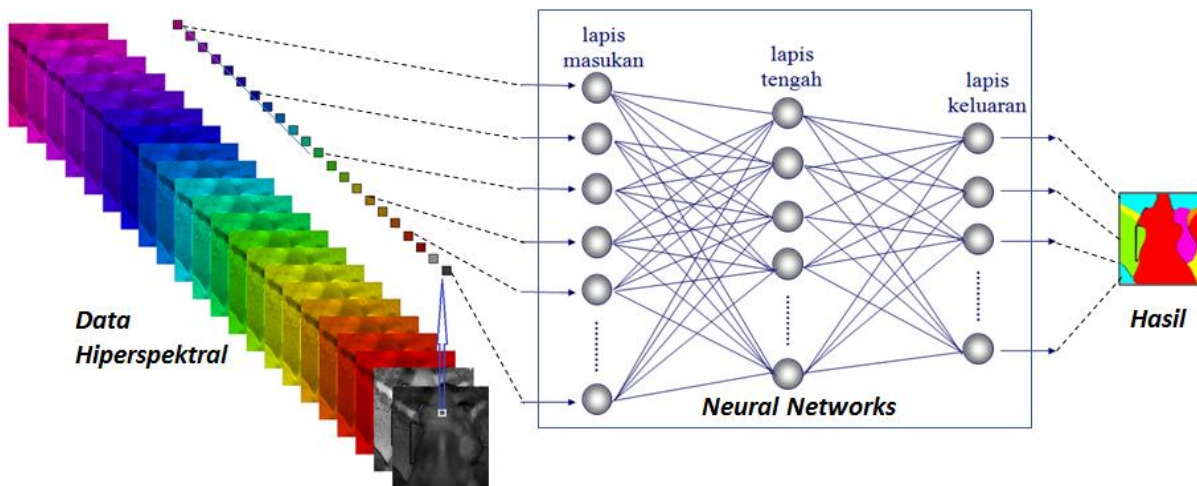 lapis
masukan
lapis
tengah
lapis
keluaran
Data
Hiperspektral
Neural Networks
Hasil